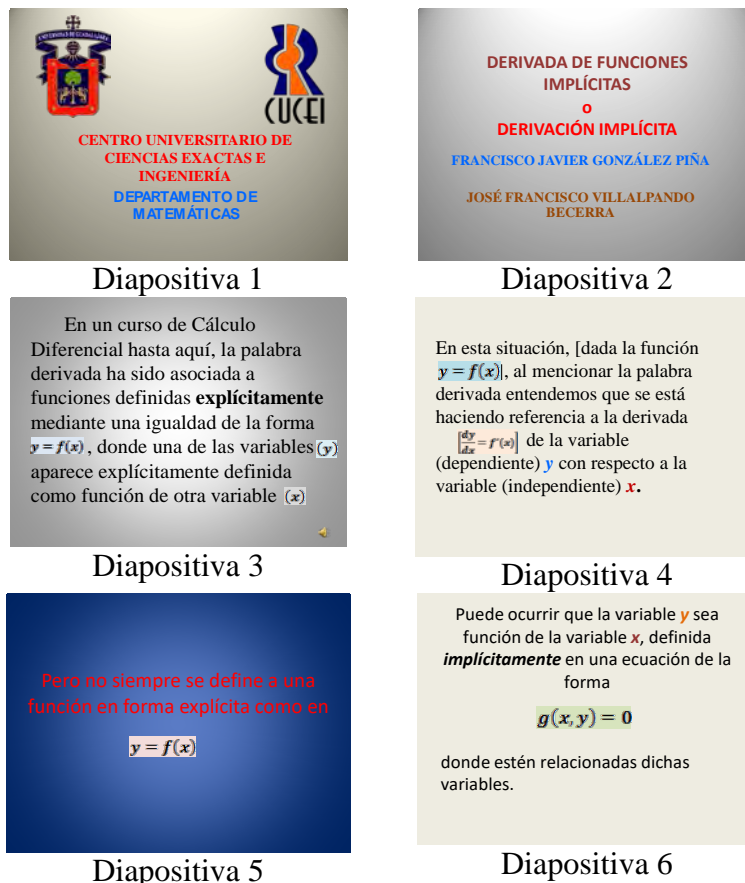 CUCEI
CENTRO UNIVERSITARIO DE
CIENCIAS EXACTAS E
INGENIERÍA
DEPARTAMENTO DE
MATEMÁTICAS
Diapositiva 1
DERIVADA DE FUNCIONES
IMPLÍCITAS
o
DERIVACIÓN IMPLÍCITA
FRANCISCO JAVIER GONZÁLEZ PIÑA
JOSÉ FRANCISCO VILLALPANDO
BECERRA
Diapositiva 2
En un curso de Cálculo
Diferencial hasta aquí, la palabra
derivada ha sido asociada a
funciones definidas explícitamente
mediante una igualdad de la forma
y = f(x) , donde una de las variables (y)
aparece explícitamente definida
como función de otra variable (x)
Diapositiva 3
En esta situación, [dada la función
y = f(x)], al mencionar la palabra
derivada entendemos que se está
haciendo referencia a la derivada
[dy/dx = f'(x)] de la variable
(dependiente) y con respecto a la
variable (independiente) x.
Diapositiva 4
Pero no siempre se define a una
función en forma explícita como en
y = f(x)
Diapositiva 5
Puede ocurrir que la variable y sea
función de la variable x, definida
implícitamente en una ecuación de la
forma
g(x, y) = 0
donde estén relacionadas dichas
variables.
Diapositiva 6